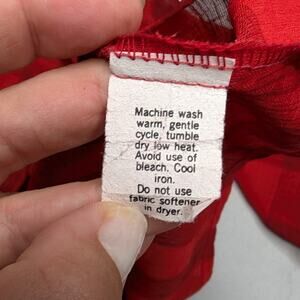 Machine wash
warm, gentle
cycle, tumble
dry low heat.
Avoid use of
bleach. Cool
iron.
Do not use
fabric softener
in dryer.